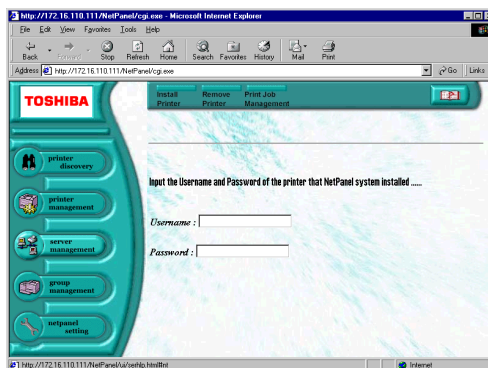 http://172.16.110.111/NetPanel/cgi.exe - Microsoft Internet Explorer
File Edit View Favorites Tools Help
Back Forward Stop Refresh Home Search Favorites History Mail Print
Address http://172.16.110.111/NetPanel/cgi.exe Go Links
TOSHIBA
Install Printer
Remove Printer
Print Job Management
printer discovery
printer management
server management
group management
netpanel setting
Input the Username and Password of the printer that NetPanel system installed ......
Username :
Password :
http://172.16.110.111/NetPanel/ui/serhlp.html#nt Internet